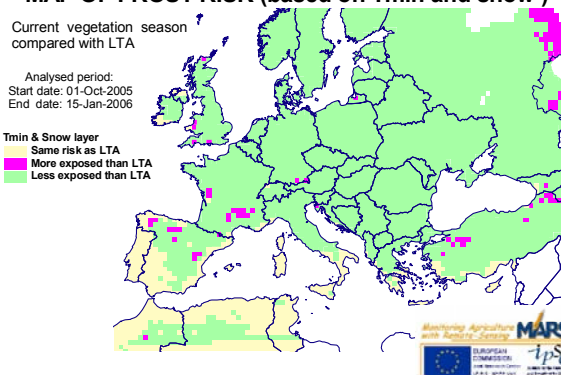 MAP OF FROST RISK (based on Tmin and snow )
Current vegetation season
compared with LTA
Analysed period:
Start date: 01-Oct-2005
End date: 15-Jan-2006
Tmin & Snow layer
Same risk as LTA
More exposed than LTA
Less exposed than LTA
Monitoring Agriculture
with Remote-Sensing
MARS
EUROPEAN
COMMISSION